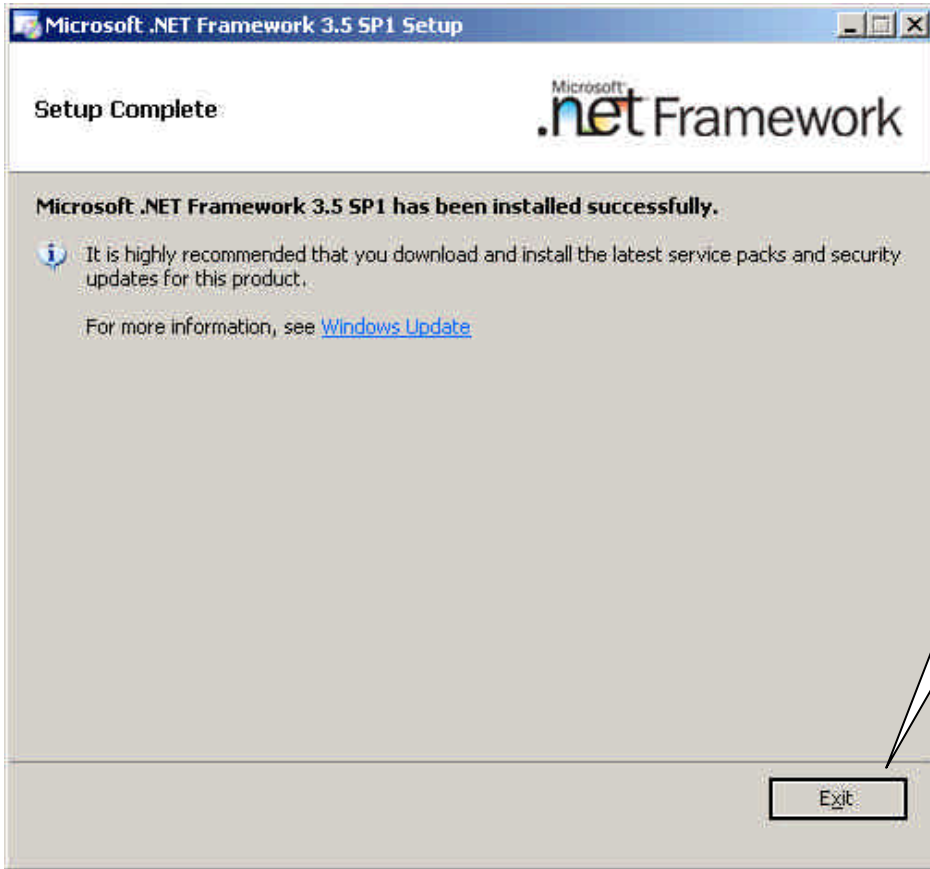 Microsoft .NET Framework 3.5 SP1 Setup
Setup Complete
Microsoft
.net Framework
Microsoft .NET Framework 3.5 SP1 has been installed successfully.
It is highly recommended that you download and install the latest service packs and security
updates for this product.
For more information, see Windows Update
Exit